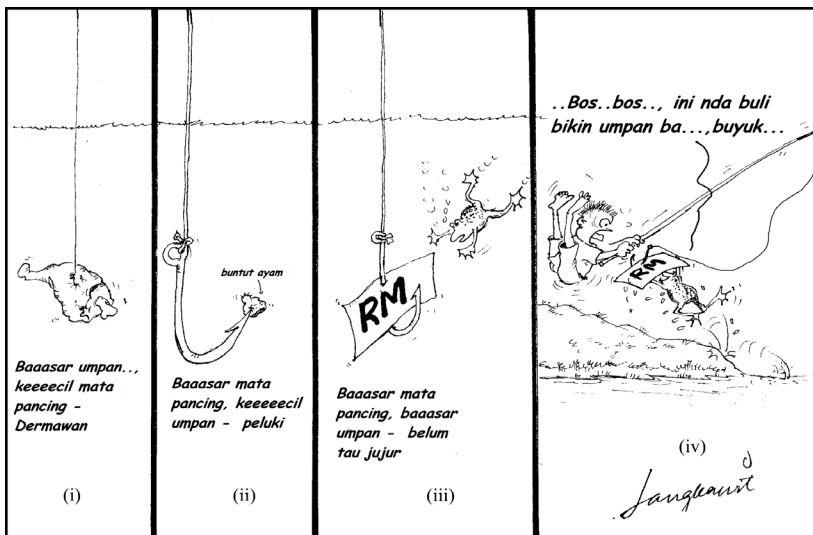 Baaasar umpan..,
keeeecil mata
pancing -
Dermawan
(i)
buntut ayam
Baaasar mata
pancing, keeeeecil
umpan - peluki
(ii)
RM
Baaasar mata
pancing, baaasar
umpan - belum
tau jujur
(iii)
..Bos..bos.., ini nda buli
bikin umpan ba...,buyuk...
RM
(iv)